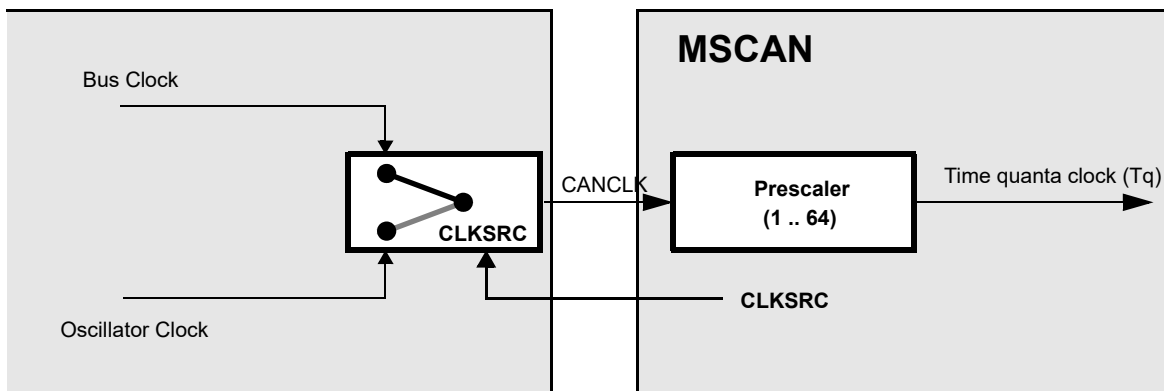 MSCAN
Bus Clock
CANCLK
Prescaler
(1 .. 64)
Time quanta clock (Tq)
CLKSRC
CLKSRC
Oscillator Clock